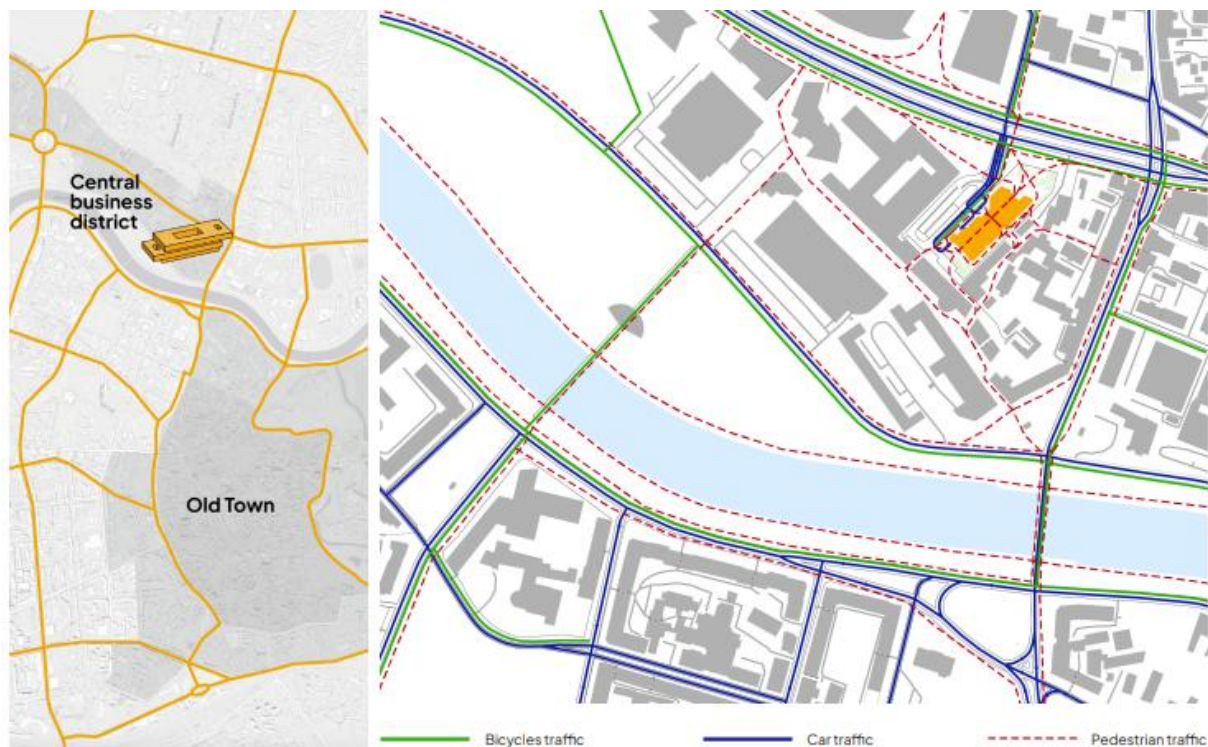 Central
business
district
Old Town
Bicycles traffic
Car traffic
Pedestrian traffic